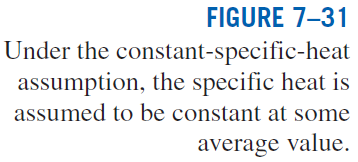 FIGURE 7–31
Under the constant-specific-heat
assumption, the specific heat is
assumed to be constant at some
average value.